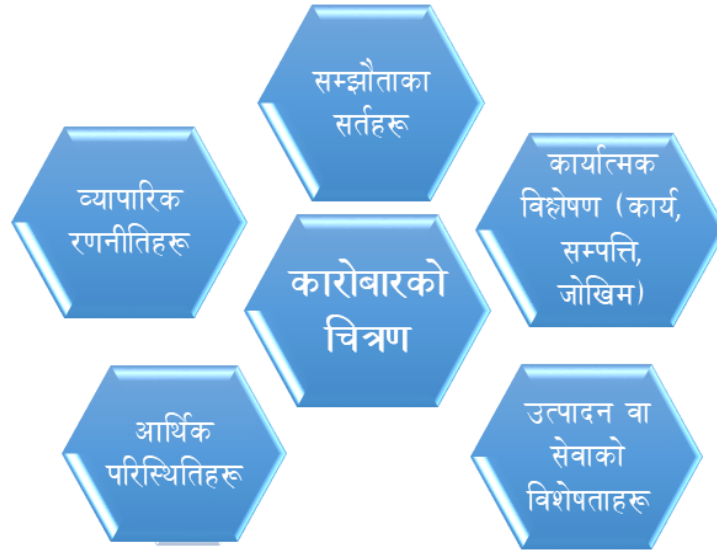 सम्झौताका
सर्तहरू
व्यापारिक
रणनीतिहरू
कार्यात्मक
विश्लेषण (कार्य,
सम्पत्ति,
जोखिम)
कारोबारको
चित्रण
आर्थिक
परिस्थितिहरू
उत्पादन वा
सेवाको
विशेषताहरू